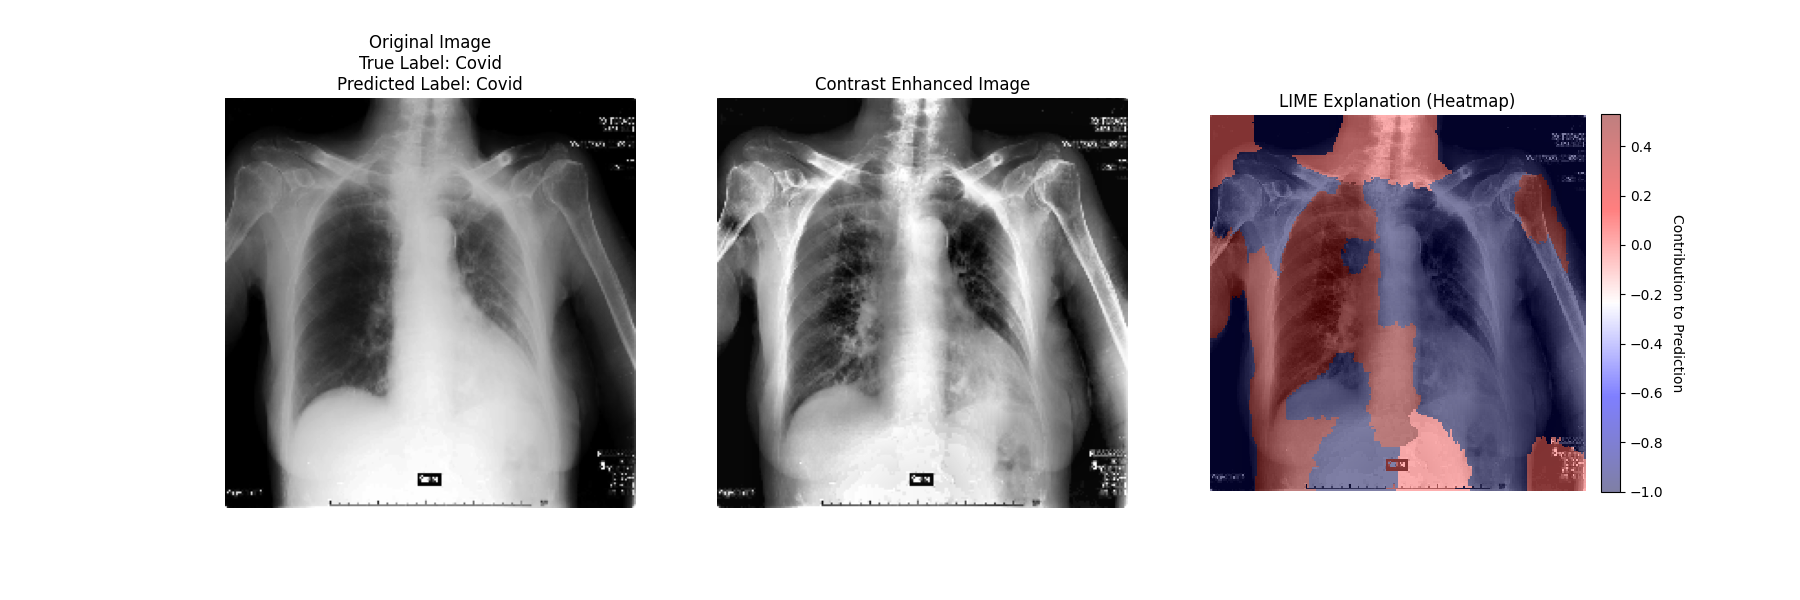 Original Image
True Label: Covid
Predicted Label: Covid
Contrast Enhanced Image
LIME Explanation (Heatmap)
0.4
0.2
0.0
−0.2
−0.4
−0.6
−0.8
−1.0
Contribution to Prediction